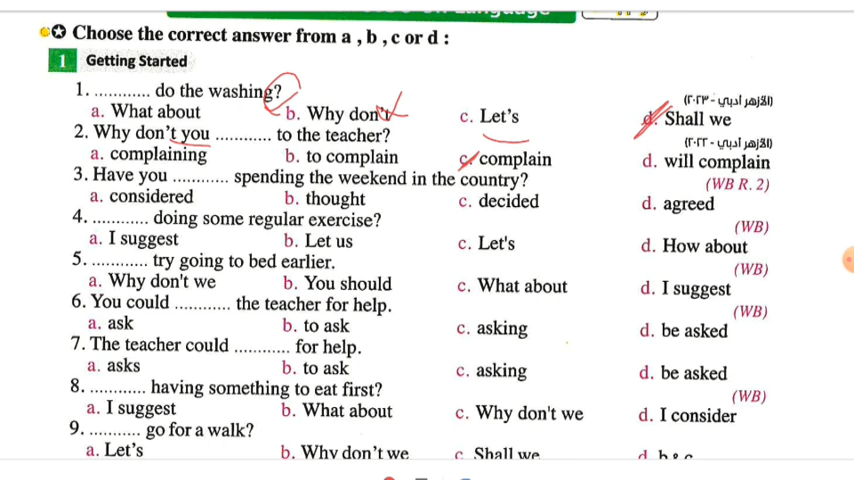 Choose the correct answer from a , b , c or d :
1 Getting Started
1. ............ do the washing?
(الأزهر أدبي - ٢٠٢٣)
a. What about b. Why don't c. Let's d. Shall we
2. Why don't you ............ to the teacher?
(الأزهر أدبي - ٢٠٢٢)
a. complaining b. to complain c. complain d. will complain
3. Have you ............ spending the weekend in the country? (WB R. 2)
a. considered b. thought c. decided d. agreed
4. ............ doing some regular exercise? (WB)
a. I suggest b. Let us c. Let's d. How about
5. ............ try going to bed earlier. (WB)
a. Why don't we b. You should c. What about d. I suggest
6. You could ............ the teacher for help. (WB)
a. ask b. to ask c. asking d. be asked
7. The teacher could ............ for help.
a. asks b. to ask c. asking d. be asked
8. ............ having something to eat first? (WB)
a. I suggest b. What about c. Why don't we d. I consider
9. ........... go for a walk?
a. Let's b. Why don't we c. Shall we